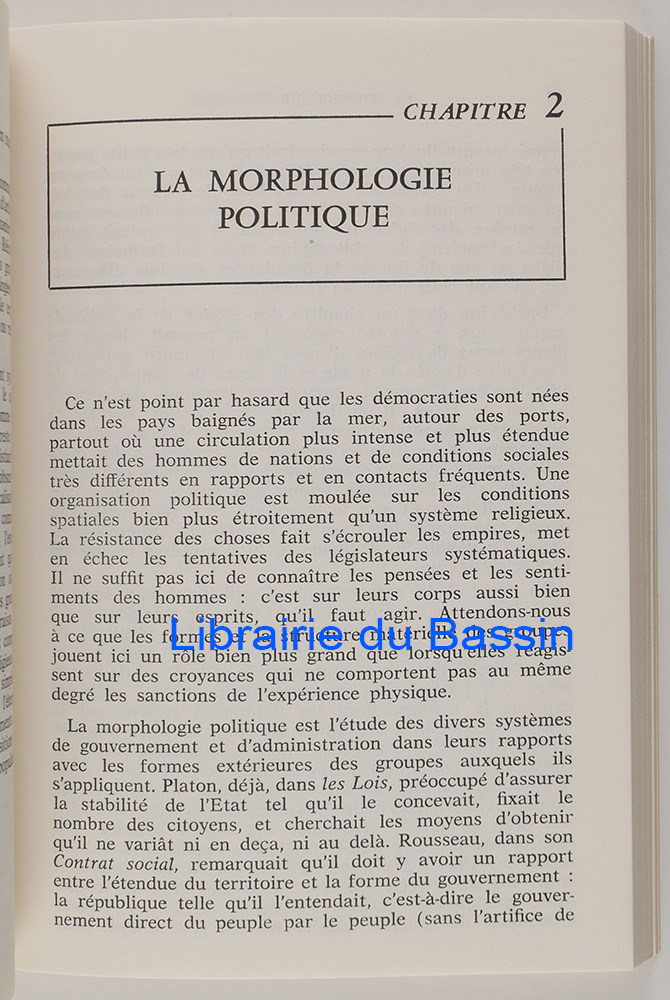 CHAPITRE 2
LA MORPHOLOGIE
POLITIQUE
Ce n'est point par hasard que les démocraties sont nées
dans les pays baignés par la mer, autour des ports,
partout où une circulation plus intense et plus étendue
mettait des hommes de nations et de conditions sociales
très différents en rapports et en contacts fréquents. Une
organisation politique est moulée sur les conditions
spatiales bien plus étroitement qu'un système religieux.
La résistance des choses fait s'écrouler les empires, met
en échec les tentatives des législateurs systématiques.
Il ne suffit pas ici de connaître les pensées et les senti-
ments des hommes : c'est sur leurs corps aussi bien
que sur leurs esprits, qu'il faut agir. Attendons-nous
à ce que les formes et la structure matérielle des groupes
Librairie du Bassin
jouent ici un rôle bien plus grand que lorsqu'elles réagis-
sent sur des croyances qui ne comportent pas au même
degré les sanctions de l'expérience physique.
La morphologie politique est l'étude des divers systèmes
de gouvernement et d'administration dans leurs rapports
avec les formes extérieures des groupes auxquels ils
s'appliquent. Platon, déjà, dans les Lois, préoccupé d'assurer
la stabilité de l'Etat tel qu'il le concevait, fixait le
nombre des citoyens, et cherchait les moyens d'obtenir
qu'il ne variât ni en deça, ni au delà. Rousseau, dans son
Contrat social, remarquait qu'il doit y avoir un rapport
entre l'étendue du territoire et la forme du gouvernement :
la république telle qu'il l'entendait, c'est-à-dire le gouver-
nement direct du peuple par le peuple (sans l'artifice de